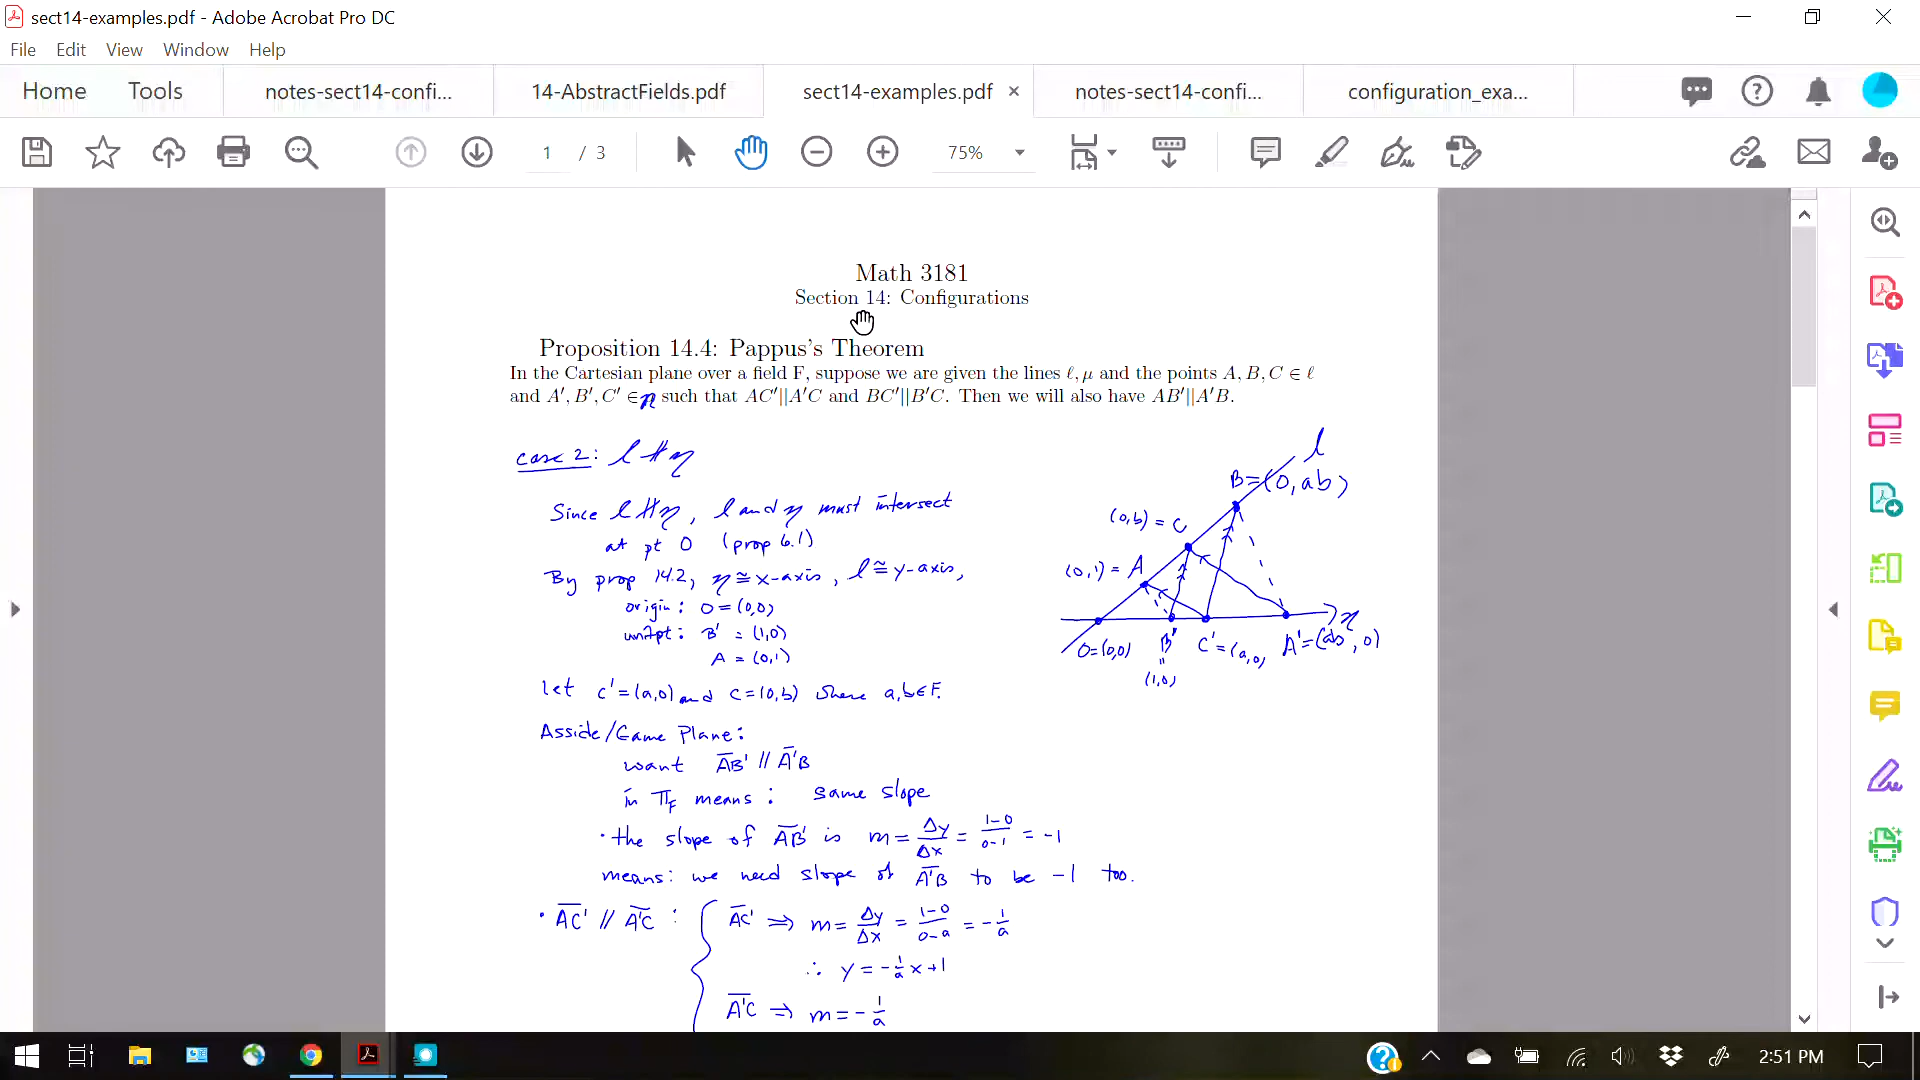 sect14-examples.pdf - Adobe Acrobat Pro DC
File Edit View Window Help
Home Tools notes-sect14-confi... 14-AbstractFields.pdf sect14-examples.pdf × notes-sect14-confi... configuration_exa...
1 / 3 75%
Math 3181
Section 14: Configurations
Proposition 14.4: Pappus's Theorem
In the Cartesian plane over a field F, suppose we are given the lines ℓ, μ and the points A, B, C ∈ ℓ
and A′, B′, C′ ∈ η such that AC′||A′C and BC′||B′C. Then we will also have AB′||A′B.
case 2: l ∦ η
Since l ∦ η, l and η must intersect
at pt O (prop 6.1)
By prop 14.2, η ≅ x-axis, l ≅ y-axis,
origin: O = (0,0)
unit pt: B' = (1,0)
A = (0,1)
Let C' = (a,0) and C = (0,b) where a,b ∈ F.
Asside/Game Plane:
want AB' // A'B
in π_F means: same slope
• the slope of AB' is m = Δy/Δx = 1-0/0-1 = -1
means: we need slope of A'B to be -1 too.
• AC' // A'C : { AC' ⇒ m = Δy/Δx = 1-0/0-a = -1/a
∴ y = -1/a x + 1
A'C ⇒ m = -1/a
l
B = (0, ab)
(0,b) = C
(0,1) = A
η
O = (0,0) B' C' = (a,0) A' = (ab, 0)
"
(1,0)
2:51 PM